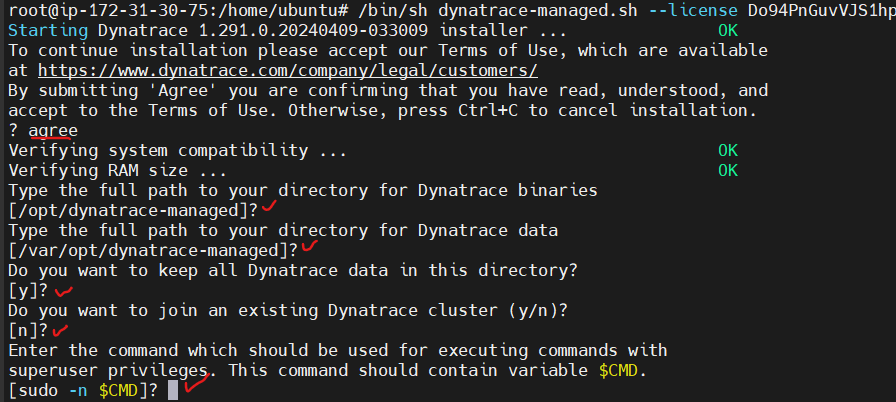 root@ip-172-31-30-75:/home/ubuntu# /bin/sh dynatrace-managed.sh --license Do94PnGuvVJS1hp
Starting Dynatrace 1.291.0.20240409-033009 installer ... OK
To continue installation please accept our Terms of Use, which are available
at https://www.dynatrace.com/company/legal/customers/
By submitting 'Agree' you are confirming that you have read, understood, and
accept to the Terms of Use. Otherwise, press Ctrl+C to cancel installation.
? agree
Verifying system compatibility ... OK
Verifying RAM size ... OK
Type the full path to your directory for Dynatrace binaries
[/opt/dynatrace-managed]?
Type the full path to your directory for Dynatrace data
[/var/opt/dynatrace-managed]?
Do you want to keep all Dynatrace data in this directory?
[y]?
Do you want to join an existing Dynatrace cluster (y/n)?
[n]?
Enter the command which should be used for executing commands with
superuser privileges. This command should contain variable $CMD.
[sudo -n $CMD]?